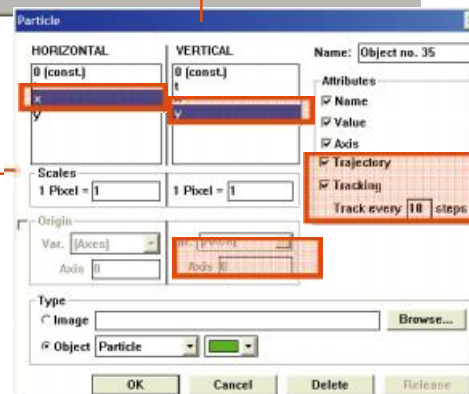 Particle
HORIZONTAL
0 (const.)
x
y
VERTICAL
0 (const.)
t
y
Name: Object no. 35
Attributes
Name
Value
Axis
Trajectory
Tracking
Track every 10 steps
Scales
1 Pixel = 1
1 Pixel = 1
Origin
Var. [Axes]
Axis 0
[Axes]
Axis 0
Type
Image
Browse...
Object Particle
OK Cancel Delete Release